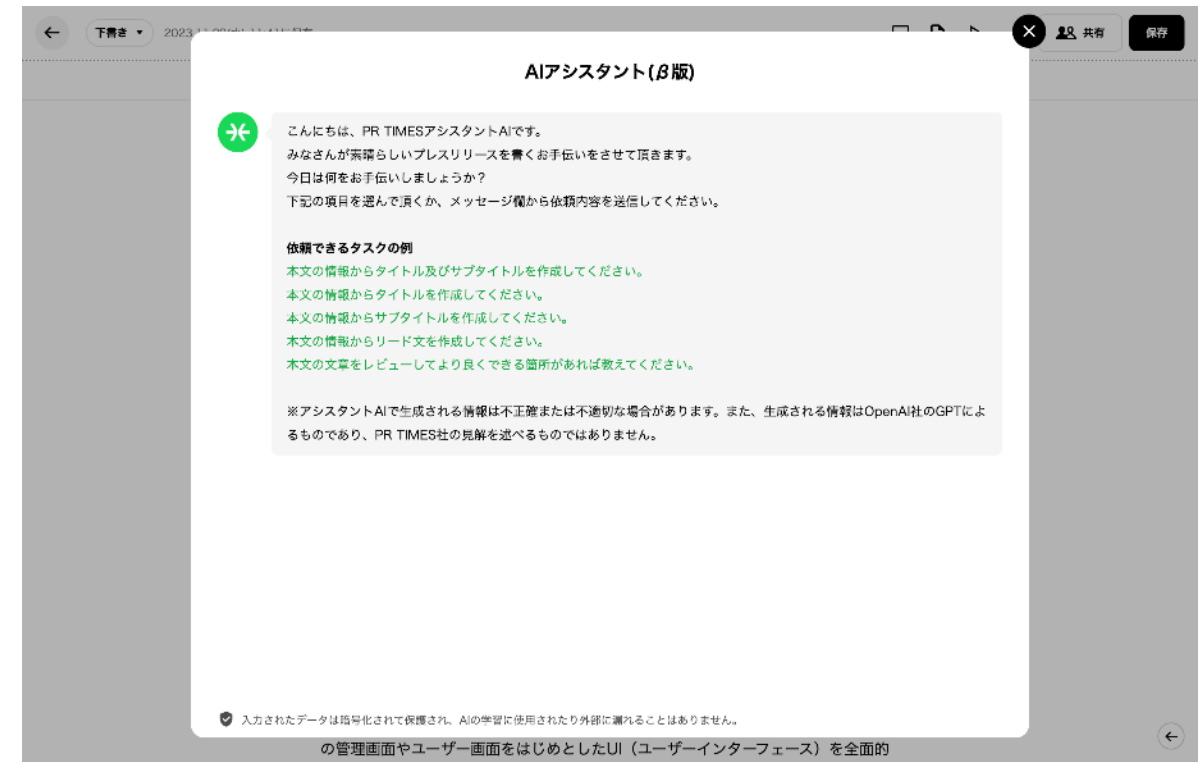 下書き
共有
保存
AIアシスタント(β版)
こんにちは、PR TIMESアシスタントAIです。
みなさんが素晴らしいプレスリリースを書くお手伝いをさせて頂きます。
今日は何をお手伝いしましょうか?
下記の項目を選んで頂くか、メッセージ欄から依頼内容を送信してください。
依頼できるタスクの例
本文の情報からタイトル及びサブタイトルを作成してください。
本文の情報からタイトルを作成してください。
本文の情報からサブタイトルを作成してください。
本文の情報からリード文を作成してください。
本文の文章をレビューしてより良くできる箇所があれば教えてください。
※アシスタントAIで生成される情報は不正確または不適切な場合があります。また、生成される情報はOpenAI社のGPTによ
るものであり、PR TIMES社の見解を述べるものではありません。
入力されたデータは暗号化されて保護され、AIの学習に使用されたり外部に漏れることはありません。
の管理画面やユーザー画面をはじめとしたUI（ユーザーインターフェース）を全面的